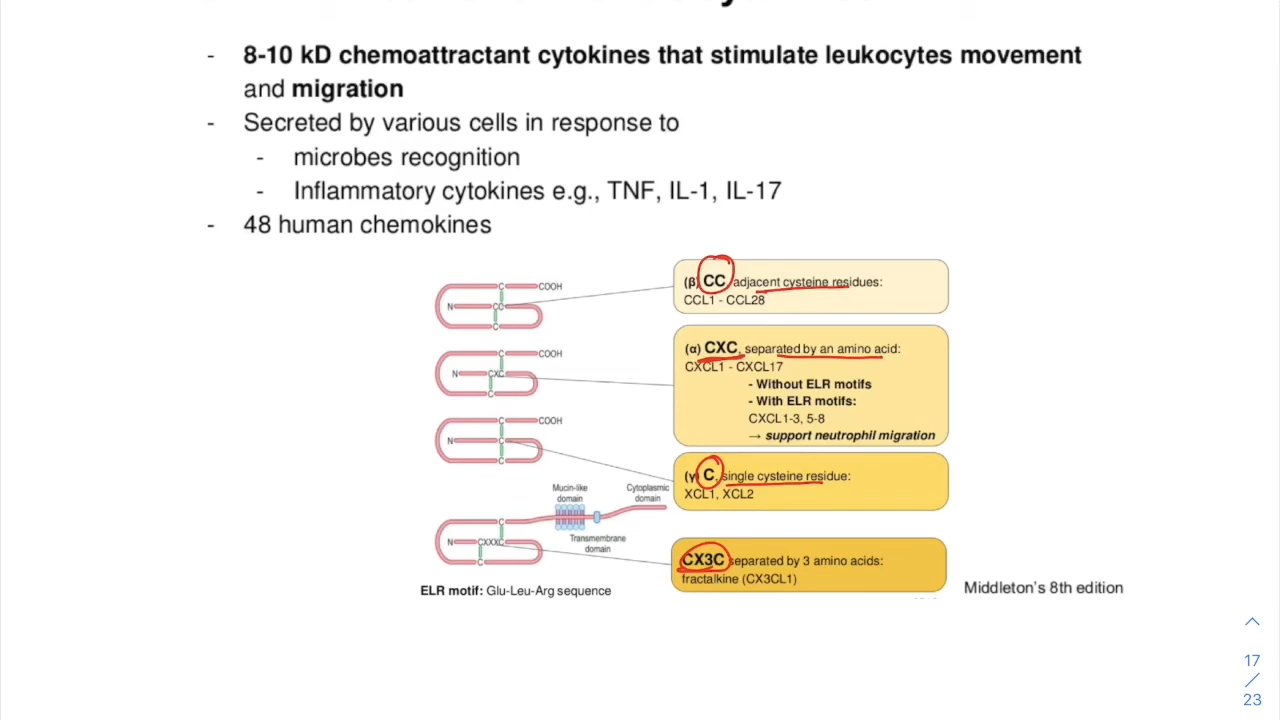 - 8-10 kD chemoattractant cytokines that stimulate leukocytes movement
and migration
- Secreted by various cells in response to
- microbes recognition
- Inflammatory cytokines e.g., TNF, IL-1, IL-17
- 48 human chemokines
C COOH
N CC
C
(β) CC adjacent cysteine residues:
CCL1 - CCL28
C COOH
N CXC
C
(α) CXC, separated by an amino acid:
CXCL1 - CXCL17
- Without ELR motifs
- With ELR motifs:
CXCL1-3, 5-8
→ support neutrophil migration
C COOH
N C
C
(γ) C, single cysteine residue:
XCL1, XCL2
Mucin-like
domain
Cytoplasmic
domain
Transmembrane
domain
C
N CXXXC
C
CX3C separated by 3 amino acids:
fractalkine (CX3CL1)
ELR motif: Glu-Leu-Arg sequence
Middleton's 8th edition
17
/
23